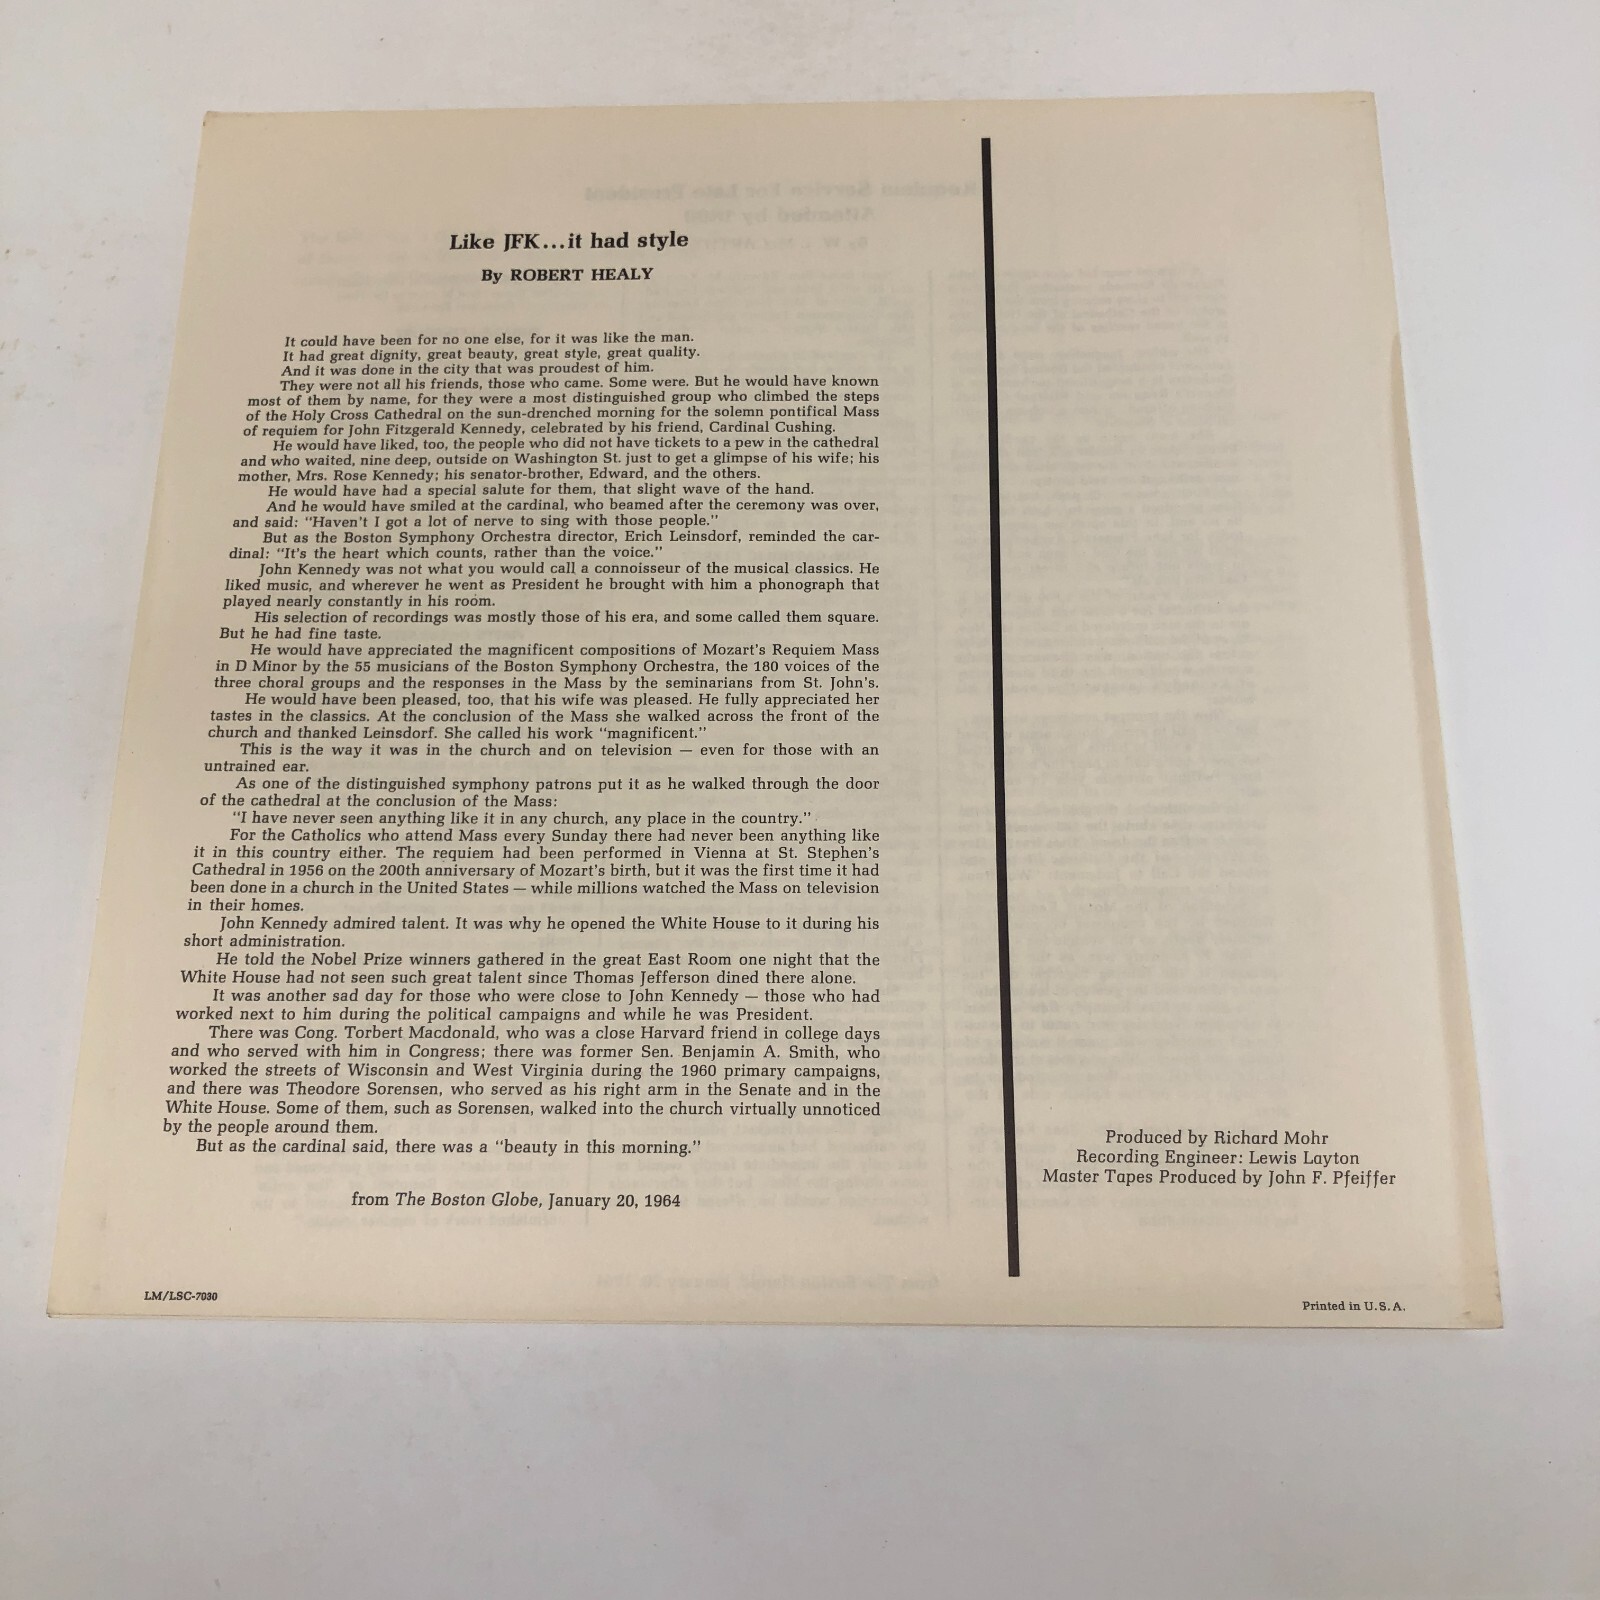 Like JFK...it had style
By ROBERT HEALY
It could have been for no one else, for it was like the man.
It had great dignity, great beauty, great style, great quality.
And it was done in the city that was proudest of him.
They were not all his friends, those who came. Some were. But he would have known
most of them by name, for they were a most distinguished group who climbed the steps
of the Holy Cross Cathedral on the sun-drenched morning for the solemn pontifical Mass
of requiem for John Fitzgerald Kennedy, celebrated by his friend, Cardinal Cushing.
He would have liked, too, the people who did not have tickets to a pew in the cathedral
and who waited, nine deep, outside on Washington St. just to get a glimpse of his wife; his
mother, Mrs. Rose Kennedy; his senator-brother, Edward, and the others.
He would have had a special salute for them, that slight wave of the hand.
And he would have smiled at the cardinal, who beamed after the ceremony was over,
and said: "Haven't I got a lot of nerve to sing with those people."
But as the Boston Symphony Orchestra director, Erich Leinsdorf, reminded the car-
dinal: "It's the heart which counts, rather than the voice."
John Kennedy was not what you would call a connoisseur of the musical classics. He
liked music, and wherever he went as President he brought with him a phonograph that
played nearly constantly in his room.
His selection of recordings was mostly those of his era, and some called them square.
But he had fine taste.
He would have appreciated the magnificent compositions of Mozart's Requiem Mass
in D Minor by the 55 musicians of the Boston Symphony Orchestra, the 180 voices of the
three choral groups and the responses in the Mass by the seminarians from St. John's.
He would have been pleased, too, that his wife was pleased. He fully appreciated her
tastes in the classics. At the conclusion of the Mass she walked across the front of the
church and thanked Leinsdorf. She called his work "magnificent."
This is the way it was in the church and on television — even for those with an
untrained ear.
As one of the distinguished symphony patrons put it as he walked through the door
of the cathedral at the conclusion of the Mass:
"I have never seen anything like it in any church, any place in the country."
For the Catholics who attend Mass every Sunday there had never been anything like
it in this country either. The requiem had been performed in Vienna at St. Stephen's
Cathedral in 1956 on the 200th anniversary of Mozart's birth, but it was the first time it had
been done in a church in the United States — while millions watched the Mass on television
in their homes.
John Kennedy admired talent. It was why he opened the White House to it during his
short administration.
He told the Nobel Prize winners gathered in the great East Room one night that the
White House had not seen such great talent since Thomas Jefferson dined there alone.
It was another sad day for those who were close to John Kennedy — those who had
worked next to him during the political campaigns and while he was President.
There was Cong. Torbert Macdonald, who was a close Harvard friend in college days
and who served with him in Congress; there was former Sen. Benjamin A. Smith, who
worked the streets of Wisconsin and West Virginia during the 1960 primary campaigns,
and there was Theodore Sorensen, who served as his right arm in the Senate and in the
White House. Some of them, such as Sorensen, walked into the church virtually unnoticed
by the people around them.
But as the cardinal said, there was a "beauty in this morning."
from The Boston Globe, January 20, 1964
LM/LSC-7030
Produced by Richard Mohr
Recording Engineer: Lewis Layton
Master Tapes Produced by John F. Pfeiffer
Printed in U.S.A.